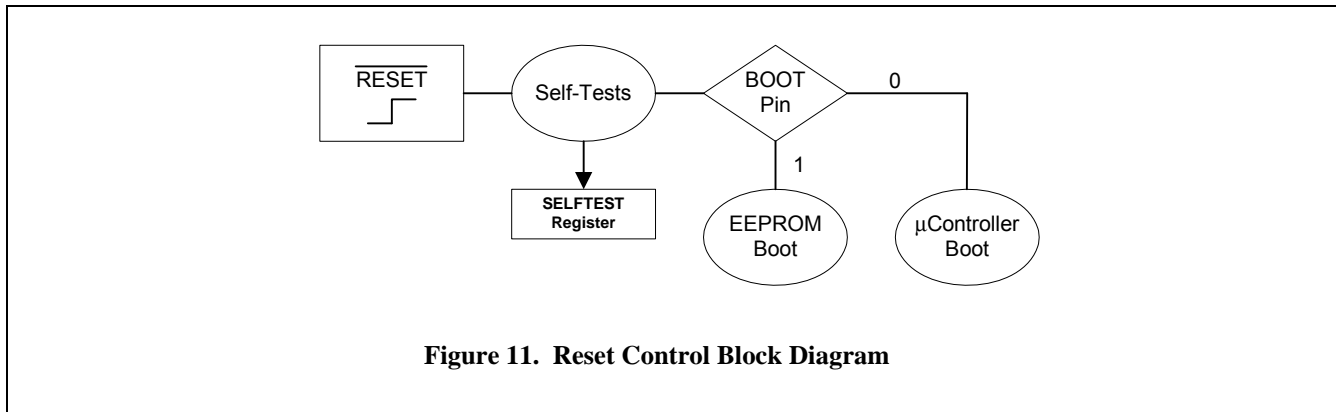 RESET
Self-Tests
BOOT
Pin
0
1
SELFTEST
Register
EEPROM
Boot
μController
Boot
Figure 11. Reset Control Block Diagram